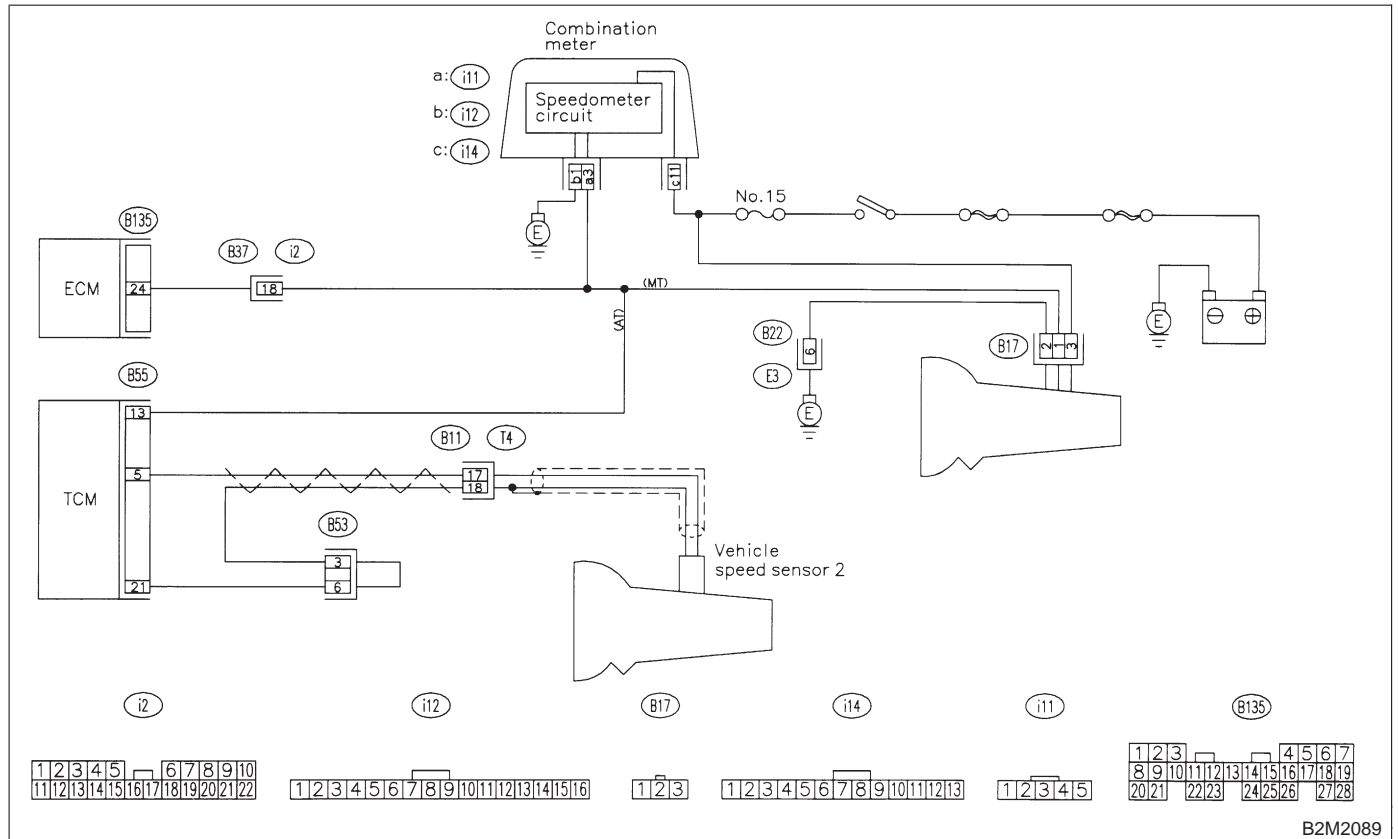 Combination
meter
a: i11
Speedometer
circuit
b: i12
c: i14
b1 a3
c11
No.15
B135
B37 i2
E
ECM
24
18
(MT)
(AT)
E
B22
6
B17
2 1 3
E3
B55
13
E
B11 T4
5
17
TCM
18
B53
3
Vehicle
speed sensor 2
21
6
i2 i12 B17 i14 i11 B135
1 2 3 4 5 6 7 8 9 10
11 12 13 14 15 16 17 18 19 20 21 22
1 2 3 4 5 6 7 8 9 10 11 12 13 14 15 16
1 2 3
1 2 3 4 5 6 7 8 9 10 11 12 13
1 2 3 4 5
1 2 3 4 5 6 7
8 9 10 11 12 13 14 15 16 17 18 19
20 21 22 23 24 25 26 27 28
B2M2089